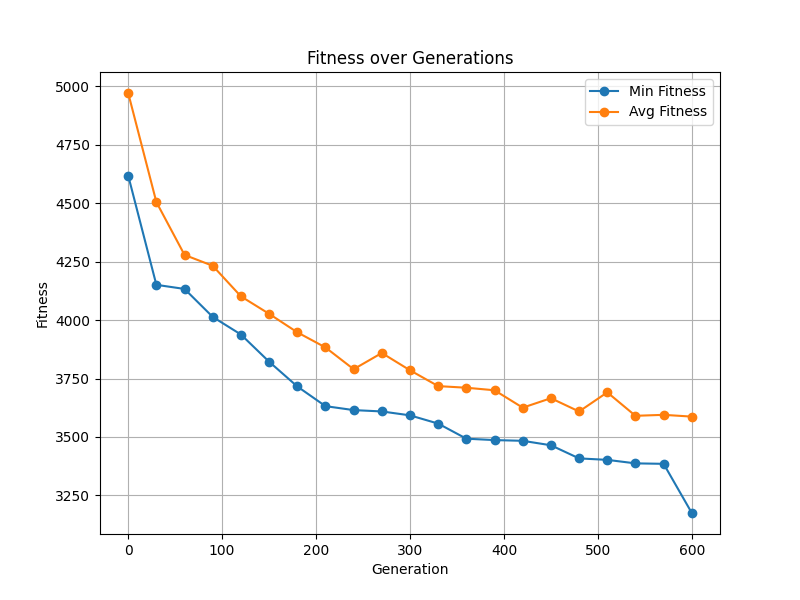 Fitness over Generations
Min Fitness
Avg Fitness
5000
4750
4500
4250
4000
3750
3500
3250
Fitness
0 100 200 300 400 500 600
Generation